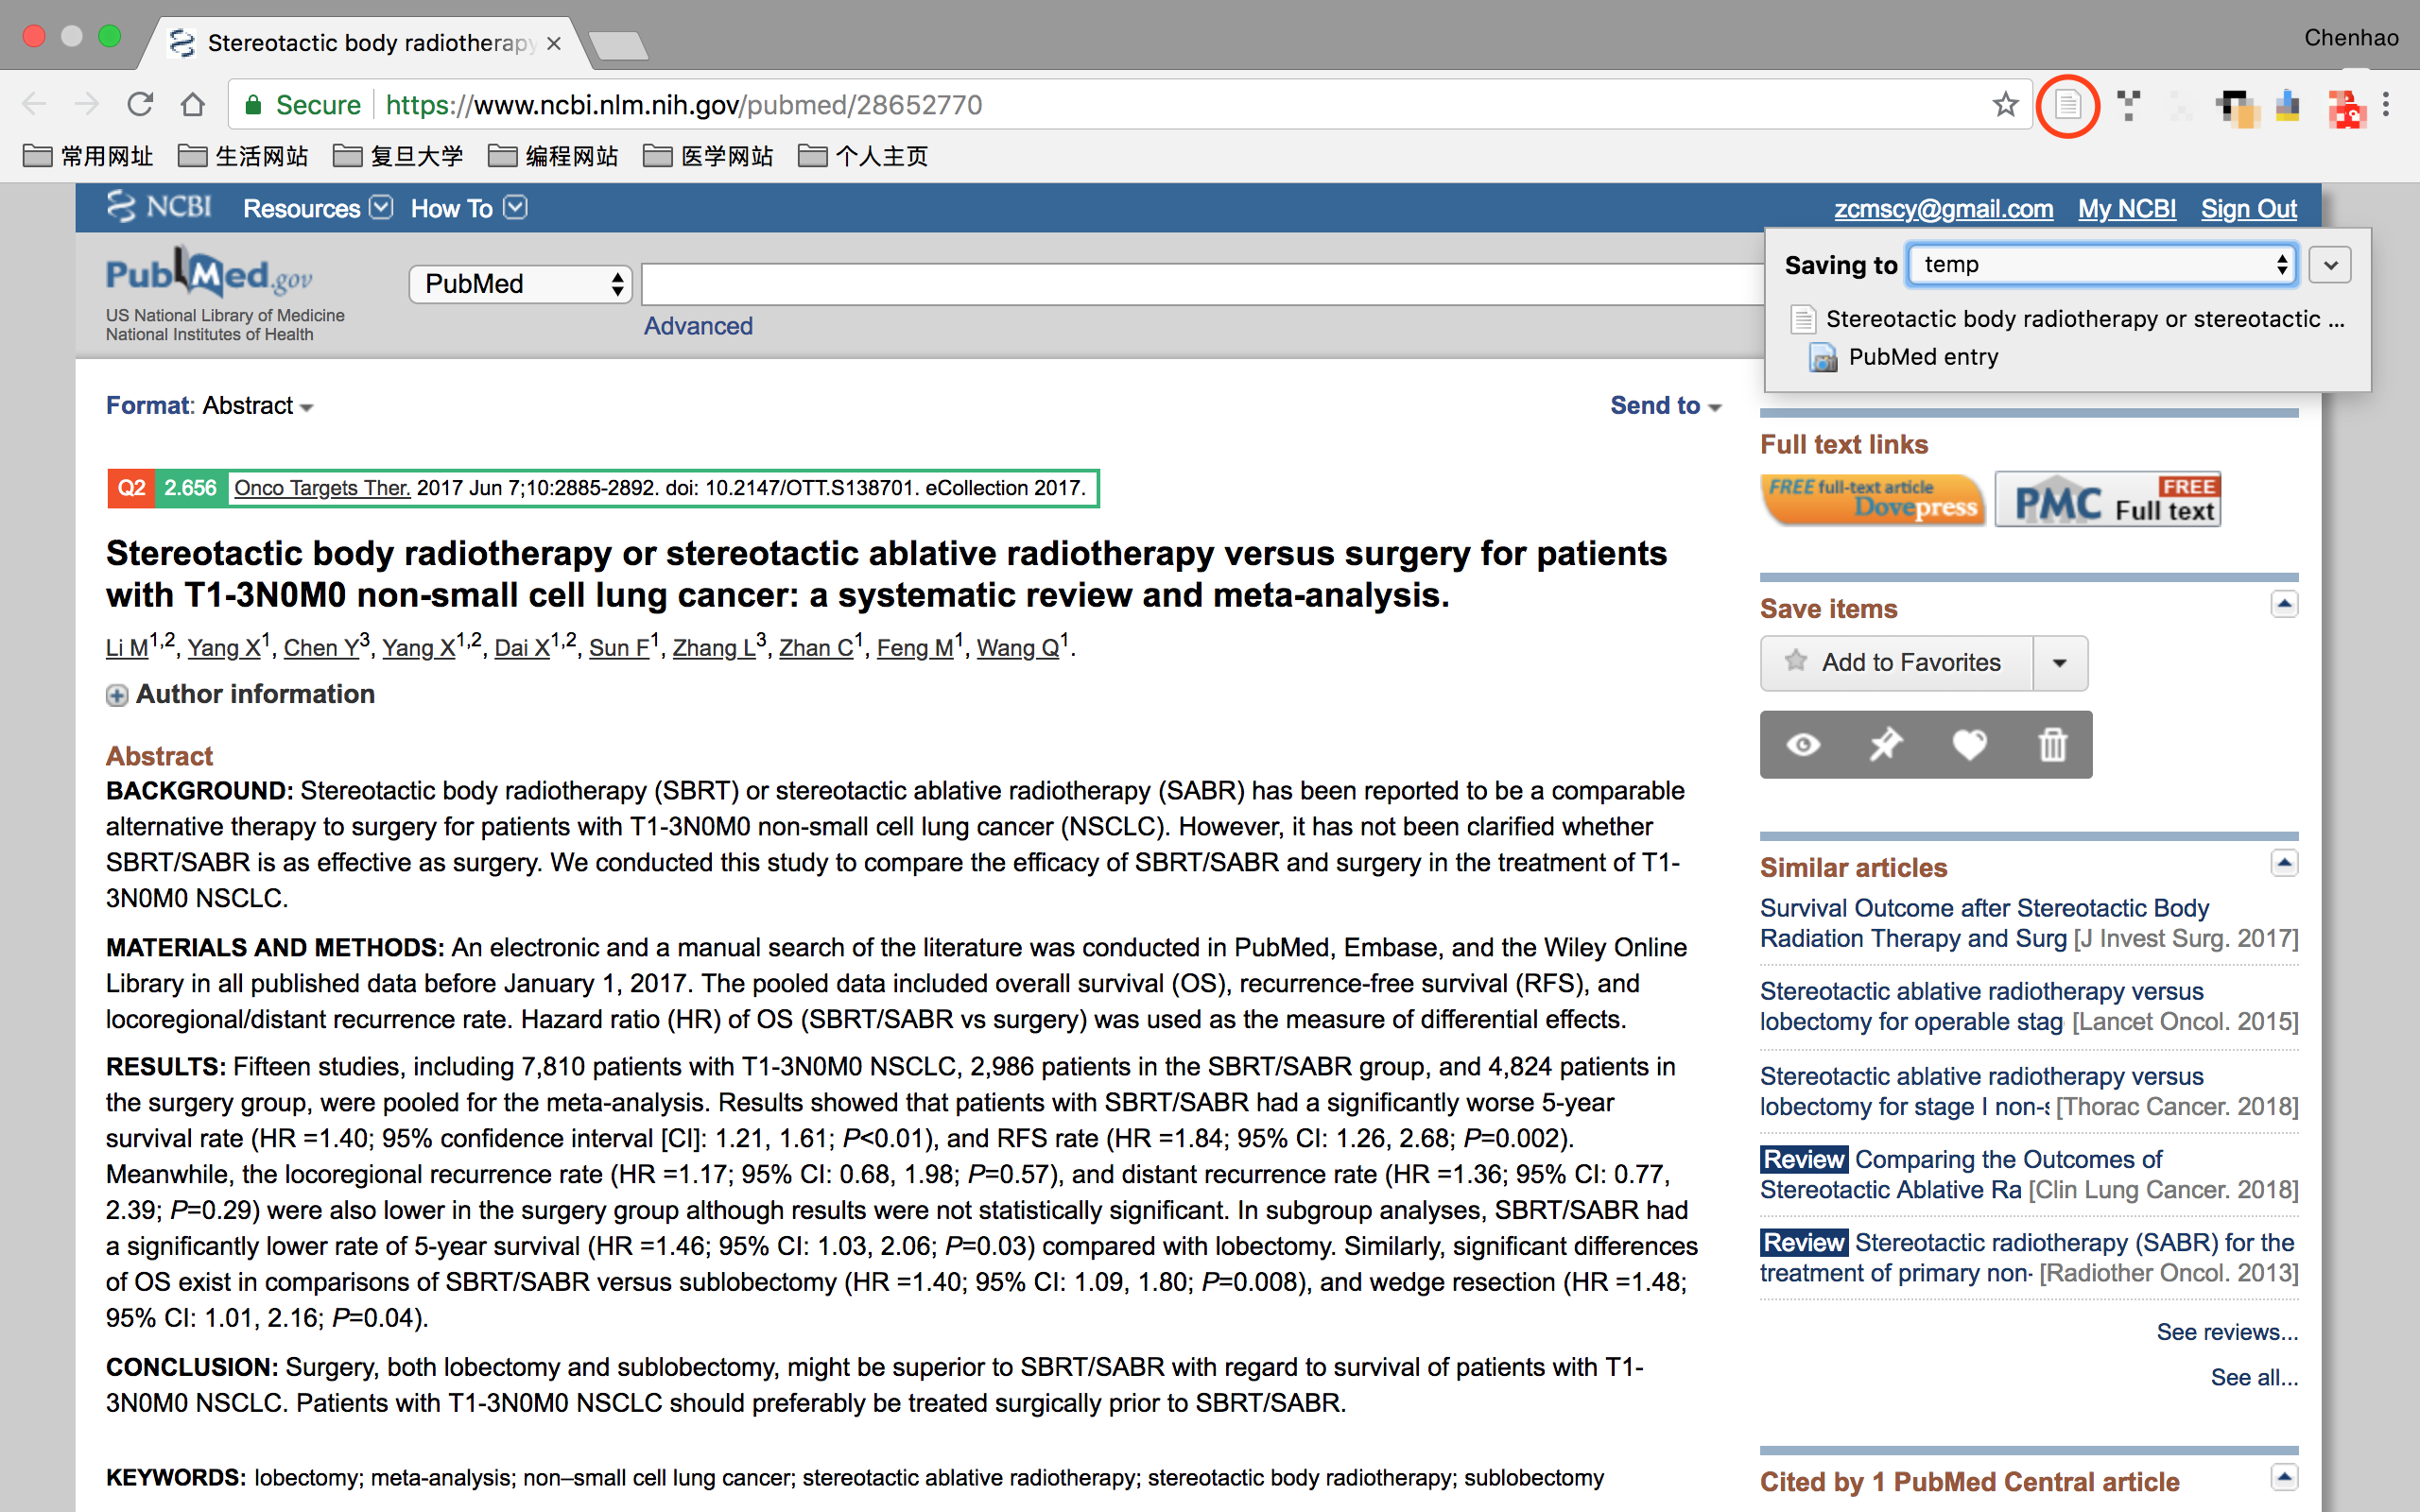 Stereotactic body radiotherapy
Chenhao
Secure https://www.ncbi.nlm.nih.gov/pubmed/28652770
常用网址 生活网站 复旦大学 编程网站 医学网站 个人主页
NCBI Resources How To zcmscy@gmail.com My NCBI Sign Out
PubMed.gov
US National Library of Medicine
National Institutes of Health
PubMed
Advanced
Saving to temp
Stereotactic body radiotherapy or stereotactic ...
PubMed entry
Format: Abstract Send to
Q2 2.656 Onco Targets Ther. 2017 Jun 7;10:2885-2892. doi: 10.2147/OTT.S138701. eCollection 2017.
Stereotactic body radiotherapy or stereotactic ablative radiotherapy versus surgery for patients
with T1-3N0M0 non-small cell lung cancer: a systematic review and meta-analysis.
Li M1,2, Yang X1, Chen Y3, Yang X1,2, Dai X1,2, Sun F1, Zhang L3, Zhan C1, Feng M1, Wang Q1.
Author information
Abstract
BACKGROUND: Stereotactic body radiotherapy (SBRT) or stereotactic ablative radiotherapy (SABR) has been reported to be a comparable
alternative therapy to surgery for patients with T1-3N0M0 non-small cell lung cancer (NSCLC). However, it has not been clarified whether
SBRT/SABR is as effective as surgery. We conducted this study to compare the efficacy of SBRT/SABR and surgery in the treatment of T1-
3N0M0 NSCLC.
MATERIALS AND METHODS: An electronic and a manual search of the literature was conducted in PubMed, Embase, and the Wiley Online
Library in all published data before January 1, 2017. The pooled data included overall survival (OS), recurrence-free survival (RFS), and
locoregional/distant recurrence rate. Hazard ratio (HR) of OS (SBRT/SABR vs surgery) was used as the measure of differential effects.
RESULTS: Fifteen studies, including 7,810 patients with T1-3N0M0 NSCLC, 2,986 patients in the SBRT/SABR group, and 4,824 patients in
the surgery group, were pooled for the meta-analysis. Results showed that patients with SBRT/SABR had a significantly worse 5-year
survival rate (HR =1.40; 95% confidence interval [CI]: 1.21, 1.61; P<0.01), and RFS rate (HR =1.84; 95% CI: 1.26, 2.68; P=0.002).
Meanwhile, the locoregional recurrence rate (HR =1.17; 95% CI: 0.68, 1.98; P=0.57), and distant recurrence rate (HR =1.36; 95% CI: 0.77,
2.39; P=0.29) were also lower in the surgery group although results were not statistically significant. In subgroup analyses, SBRT/SABR had
a significantly lower rate of 5-year survival (HR =1.46; 95% CI: 1.03, 2.06; P=0.03) compared with lobectomy. Similarly, significant differences
of OS exist in comparisons of SBRT/SABR versus sublobectomy (HR =1.40; 95% CI: 1.09, 1.80; P=0.008), and wedge resection (HR =1.48;
95% CI: 1.01, 2.16; P=0.04).
CONCLUSION: Surgery, both lobectomy and sublobectomy, might be superior to SBRT/SABR with regard to survival of patients with T1-
3N0M0 NSCLC. Patients with T1-3N0M0 NSCLC should preferably be treated surgically prior to SBRT/SABR.
KEYWORDS: lobectomy; meta-analysis; non–small cell lung cancer; stereotactic ablative radiotherapy; stereotactic body radiotherapy; sublobectomy
Full text links
FREE full-text article
Dovepress
PMC FREE
Full text
Save items
Add to Favorites
Similar articles
Survival Outcome after Stereotactic Body
Radiation Therapy and Surg [J Invest Surg. 2017]
Stereotactic ablative radiotherapy versus
lobectomy for operable stag [Lancet Oncol. 2015]
Stereotactic ablative radiotherapy versus
lobectomy for stage I non-s [Thorac Cancer. 2018]
Review Comparing the Outcomes of
Stereotactic Ablative Ra [Clin Lung Cancer. 2018]
Review Stereotactic radiotherapy (SABR) for the
treatment of primary non- [Radiother Oncol. 2013]
See reviews...
See all...
Cited by 1 PubMed Central article